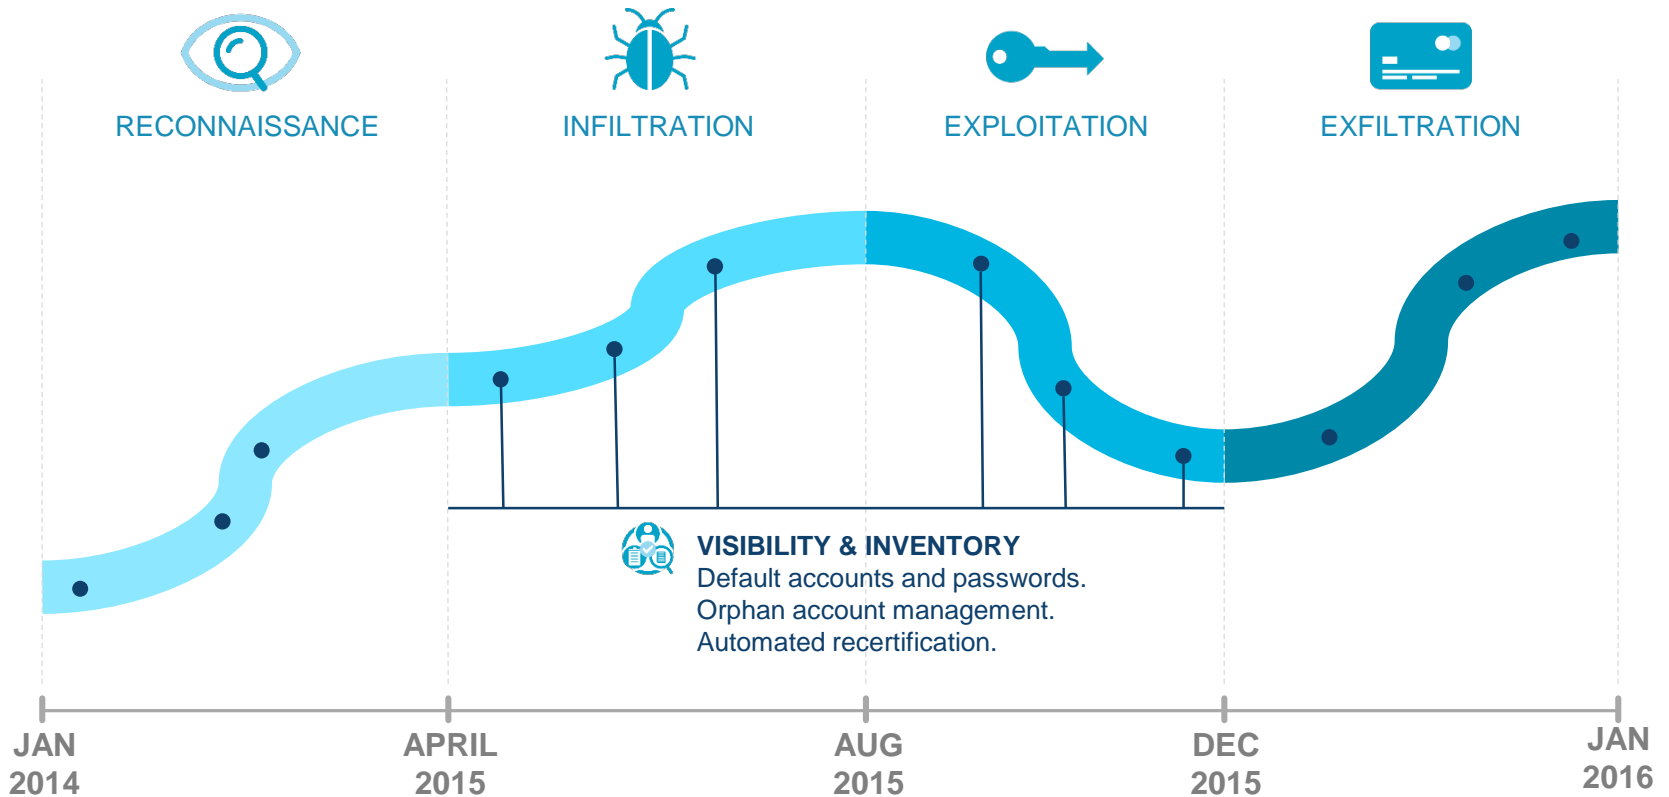 RECONNAISSANCE
INFILTRATION
EXPLOITATION
EXFILTRATION
VISIBILITY & INVENTORY
Default accounts and passwords.
Orphan account management.
Automated recertification.
JAN
2014
APRIL
2015
AUG
2015
DEC
2015
JAN
2016